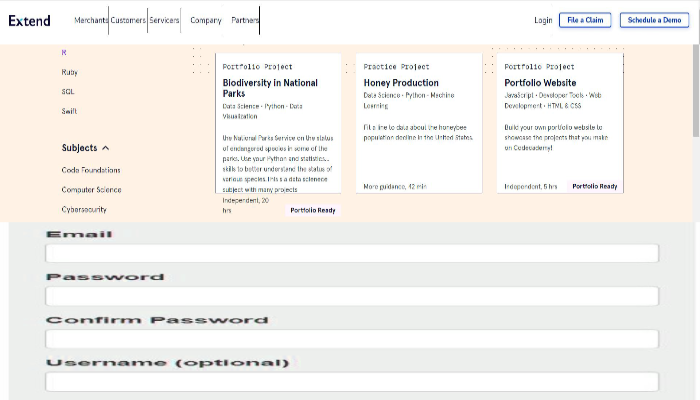 Extend
Merchants Customers Servicers Company Partners
Login File a Claim Schedule a Demo
R
Ruby
SQL
Swift
Subjects
Code Foundations
Computer Science
Cybersecurity
Portfolio Project
Biodiversity in National
Parks
Data Science • Python • Data
Visualization
the National Parks Service on the status
of endangered species in some of the
parks. Use your Python and statistics...
skills to better understand the status of
various species. This is a data scienece
subject with many projects
Independent, 20
hrs
Portfolio Ready
Practice Project
Honey Production
Data Science • Python • Machine
Learning
Fit a line to data about the honeybee
population decline in the United States.
More guidance, 42 min
Portfolio Project
Portfolio Website
JavaScript • Developer Tools • Web
Development • HTML & CSS
Build your own portfolio website to
showcase the projects that you make
on Codecademy!
Independent, 5 hrs
Portfolio Ready
Email
Password
Confirm Password
Username (optional)